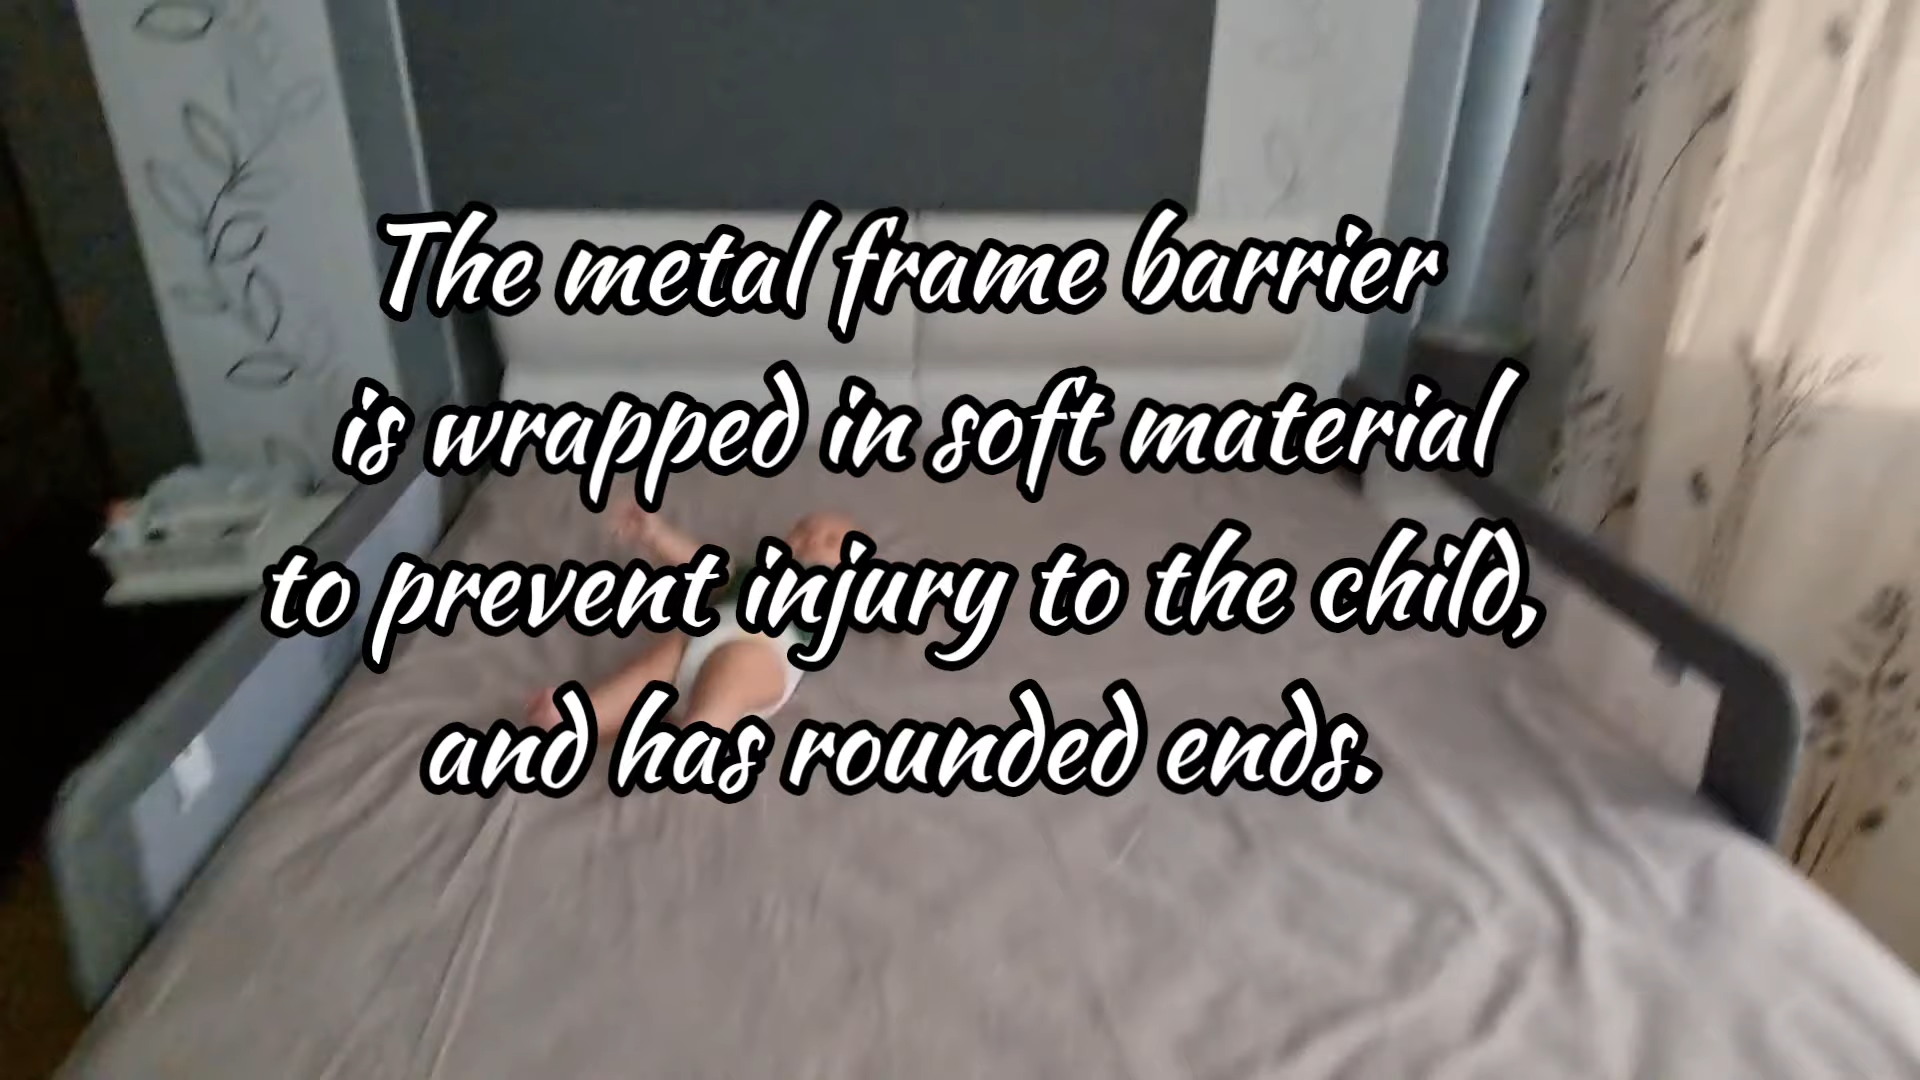 The metal frame barrier
is wrapped in soft material
to prevent injury to the child,
and has rounded ends.